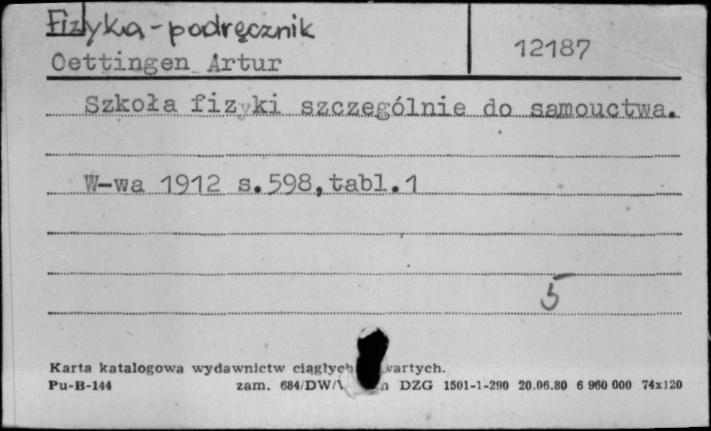 Fizyka - podręcznik
12187
Oettingen Artur
Szkoła fizyki szczególnie do samouctwa.
W-wa 1912 s.598,tabl.1
5
Karta katalogowa wydawnictw ciągłych
Pu-B-144 zam. 684/DW/ DZG 1501-1-290 20.06.80 6 960 000 74x120